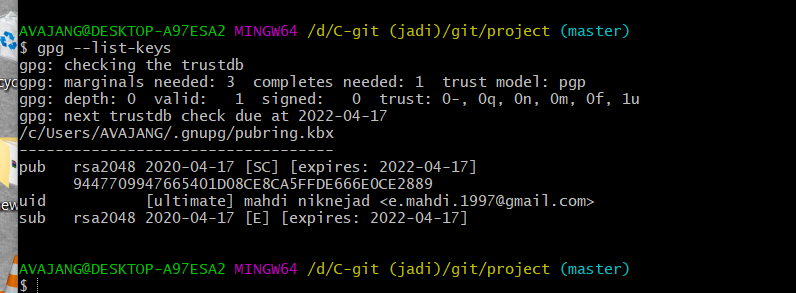 AVAJANG@DESKTOP-A97ESA2 MINGW64 /d/C-git (jadi)/git/project (master)
$ gpg --list-keys
gpg: checking the trustdb
gpg: marginals needed: 3  completes needed: 1  trust model: pgp
gpg: depth: 0  valid:   1  signed:   0  trust: 0-, 0q, 0n, 0m, 0f, 1u
gpg: next trustdb check due at 2022-04-17
/c/Users/AVAJANG/.gnupg/pubring.kbx
-----------------------------------
pub   rsa2048 2020-04-17 [SC] [expires: 2022-04-17]
      9447709947665401D08CE8CA5FFDE666E0CE2889
uid           [ultimate] mahdi niknejad <e.mahdi.1997@gmail.com>
sub   rsa2048 2020-04-17 [E] [expires: 2022-04-17]
AVAJANG@DESKTOP-A97ESA2 MINGW64 /d/C-git (jadi)/git/project (master)
$